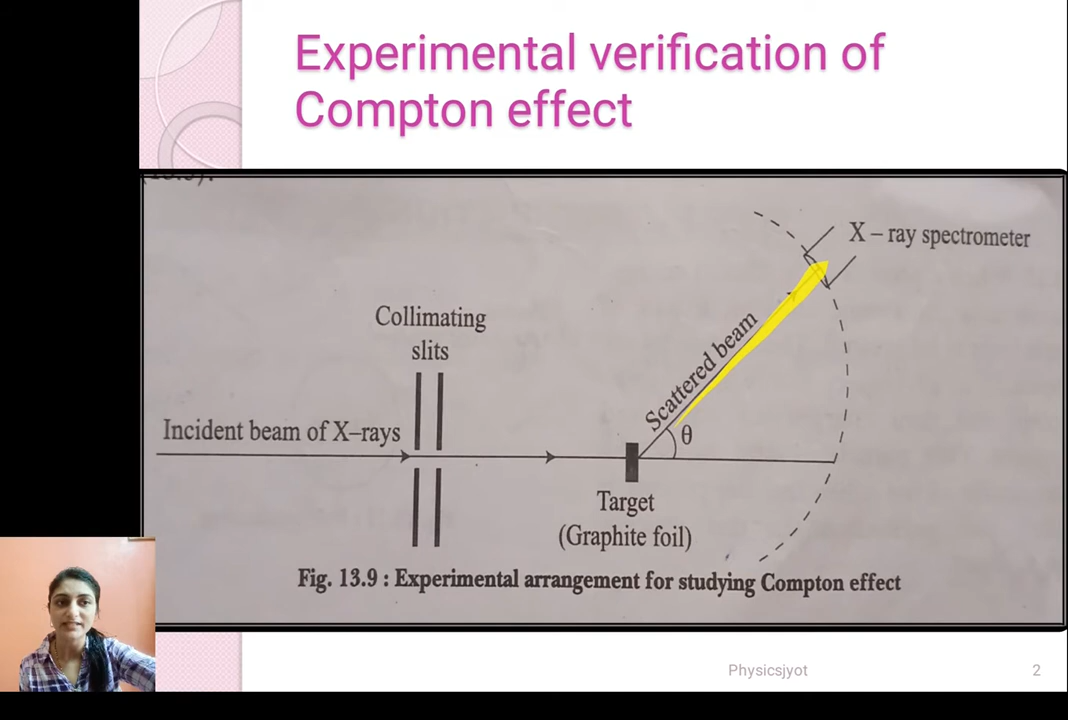 Experimental verification of
Compton effect
X – ray spectrometer
Collimating
slits
Scattered beam
Incident beam of X–rays
θ
Target
(Graphite foil)
Fig. 13.9 : Experimental arrangement for studying Compton effect
Physicsjyot
2